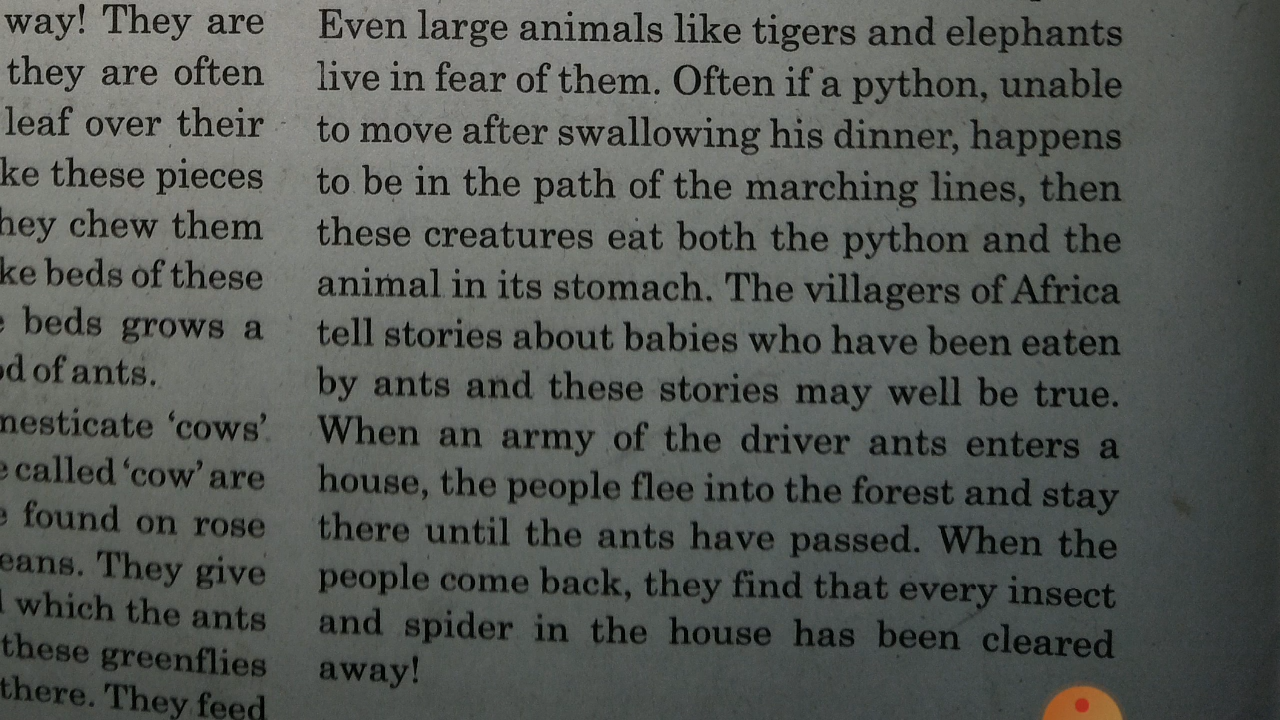 way! They are
they are often
leaf over their
these pieces
chew them
beds of these
beds grows a
of ants.
'cows'
called 'cow' are
found on rose
They give
which the ants
these greenflies
there. They feed
Even large animals like tigers and elephants
live in fear of them. Often if a python, unable
to move after swallowing his dinner, happens
to be in the path of the marching lines, then
these creatures eat both the python and the
animal in its stomach. The villagers of Africa
tell stories about babies who have been eaten
by ants and these stories may well be true.
When an army of the driver ants enters a
house, the people flee into the forest and stay
there until the ants have passed. When the
people come back, they find that every insect
and spider in the house has been cleared
away!